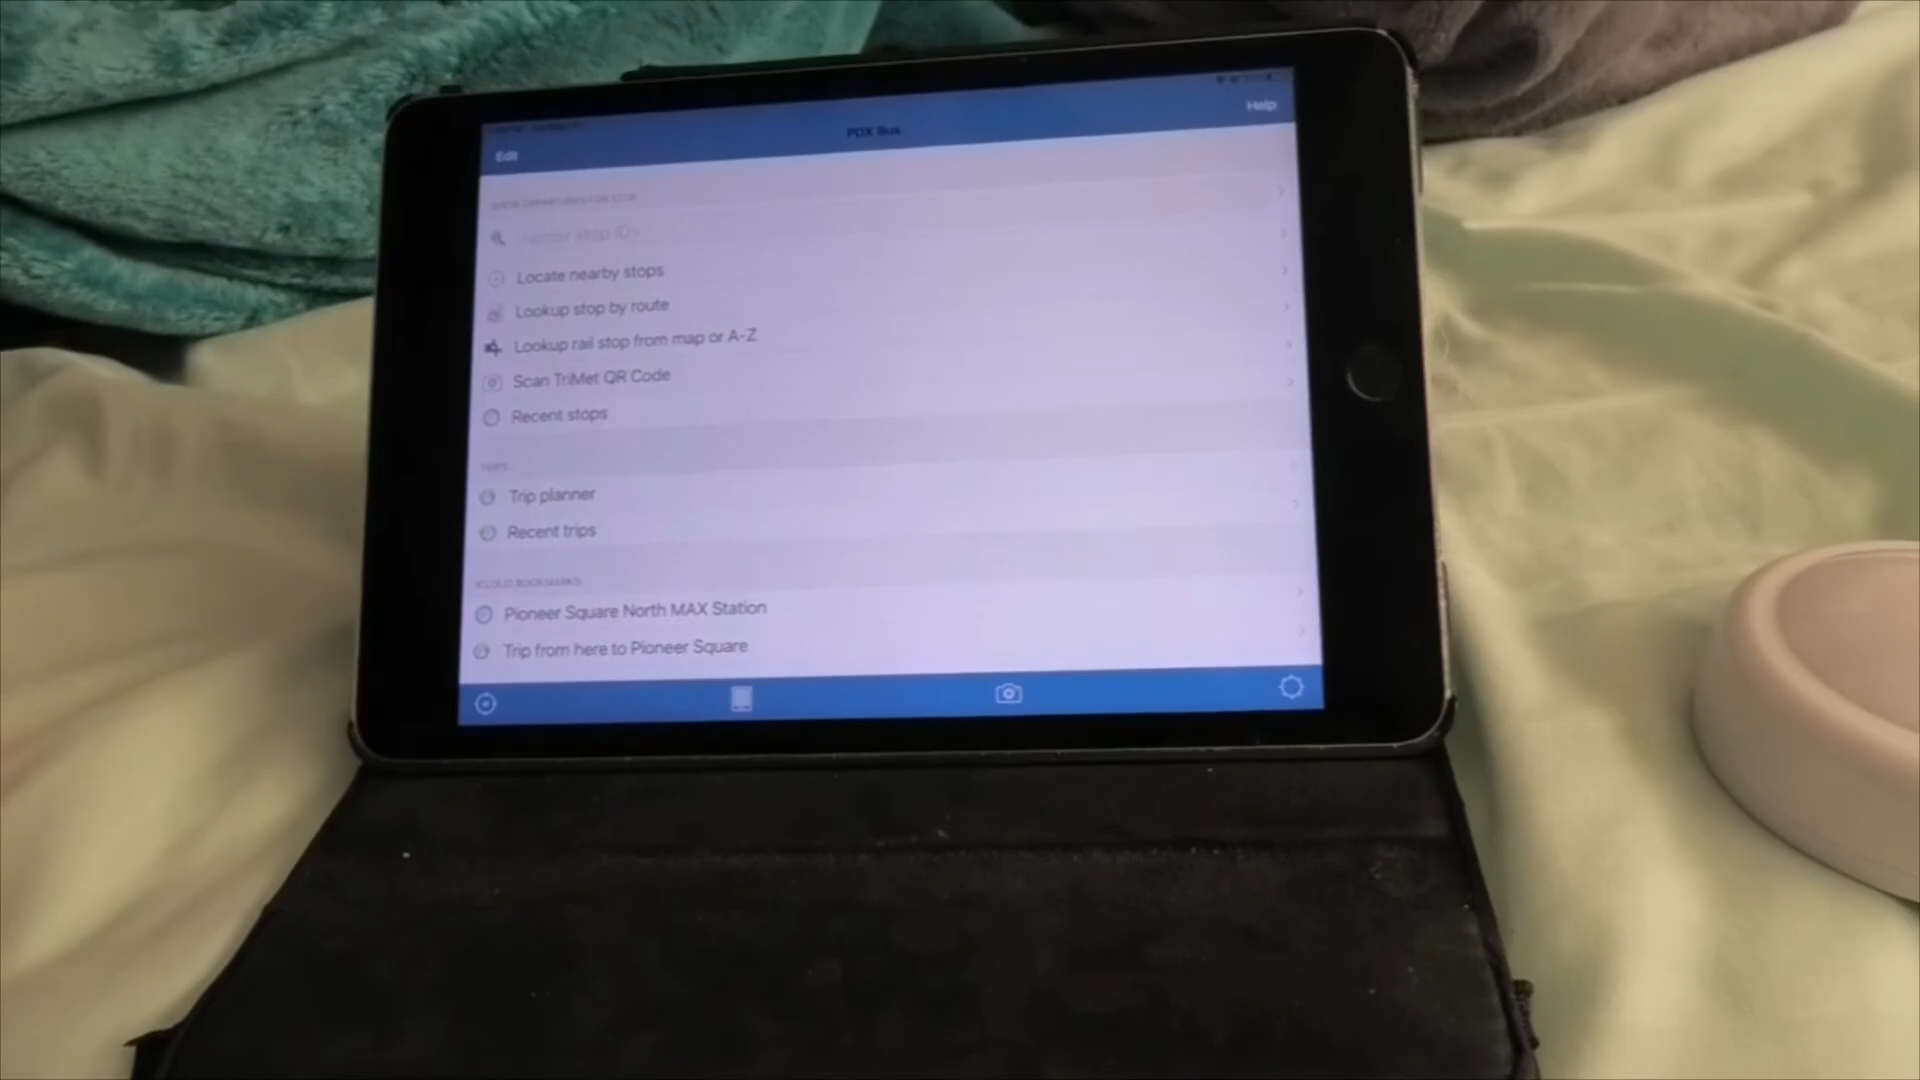 PDX Bus
Help
Edit
SHOW DEPARTURES FOR STOP
<enter stop ID>
Locate nearby stops
Lookup stop by route
Lookup rail stop from map or A-Z
Scan TriMet QR Code
Recent stops
TRIPS
Trip planner
Recent trips
ICLOUD BOOKMARKS
Pioneer Square North MAX Station
Trip from here to Pioneer Square